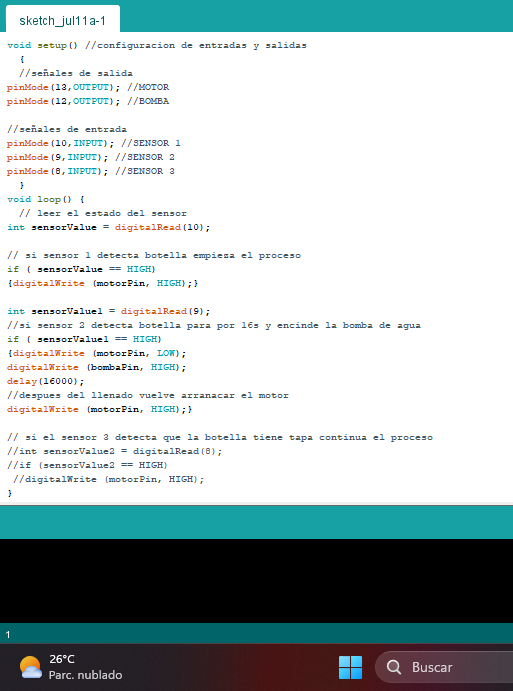 sketch_jul11a-1
void setup() //configuracion de entradas y salidas
{
//señales de salida
pinMode(13,OUTPUT); //MOTOR
pinMode(12,OUTPUT); //BOMBA
//señales de entrada
pinMode(10,INPUT); //SENSOR 1
pinMode(9,INPUT); //SENSOR 2
pinMode(8,INPUT); //SENSOR 3
}
void loop() {
// leer el estado del sensor
int sensorValue = digitalRead(10);
// si sensor 1 detecta botella empieza el proceso
if ( sensorValue == HIGH)
{digitalWrite (motorPin, HIGH);}
int sensorValue1 = digitalRead(9);
//si sensor 2 detecta botella para por 16s y encinde la bomba de agua
if ( sensorValue1 == HIGH)
{digitalWrite (motorPin, LOW);
digitalWrite (bombaPin, HIGH);
delay(16000);
//despues del llenado vuelve arranacar el motor
digitalWrite (motorPin, HIGH);}
// si el sensor 3 detecta que la botella tiene tapa continua el proceso
//int sensorValue2 = digitalRead(8);
//if (sensorValue2 == HIGH)
//digitalWrite (motorPin, HIGH);
}
1
26°C
Parc. nublado
Buscar